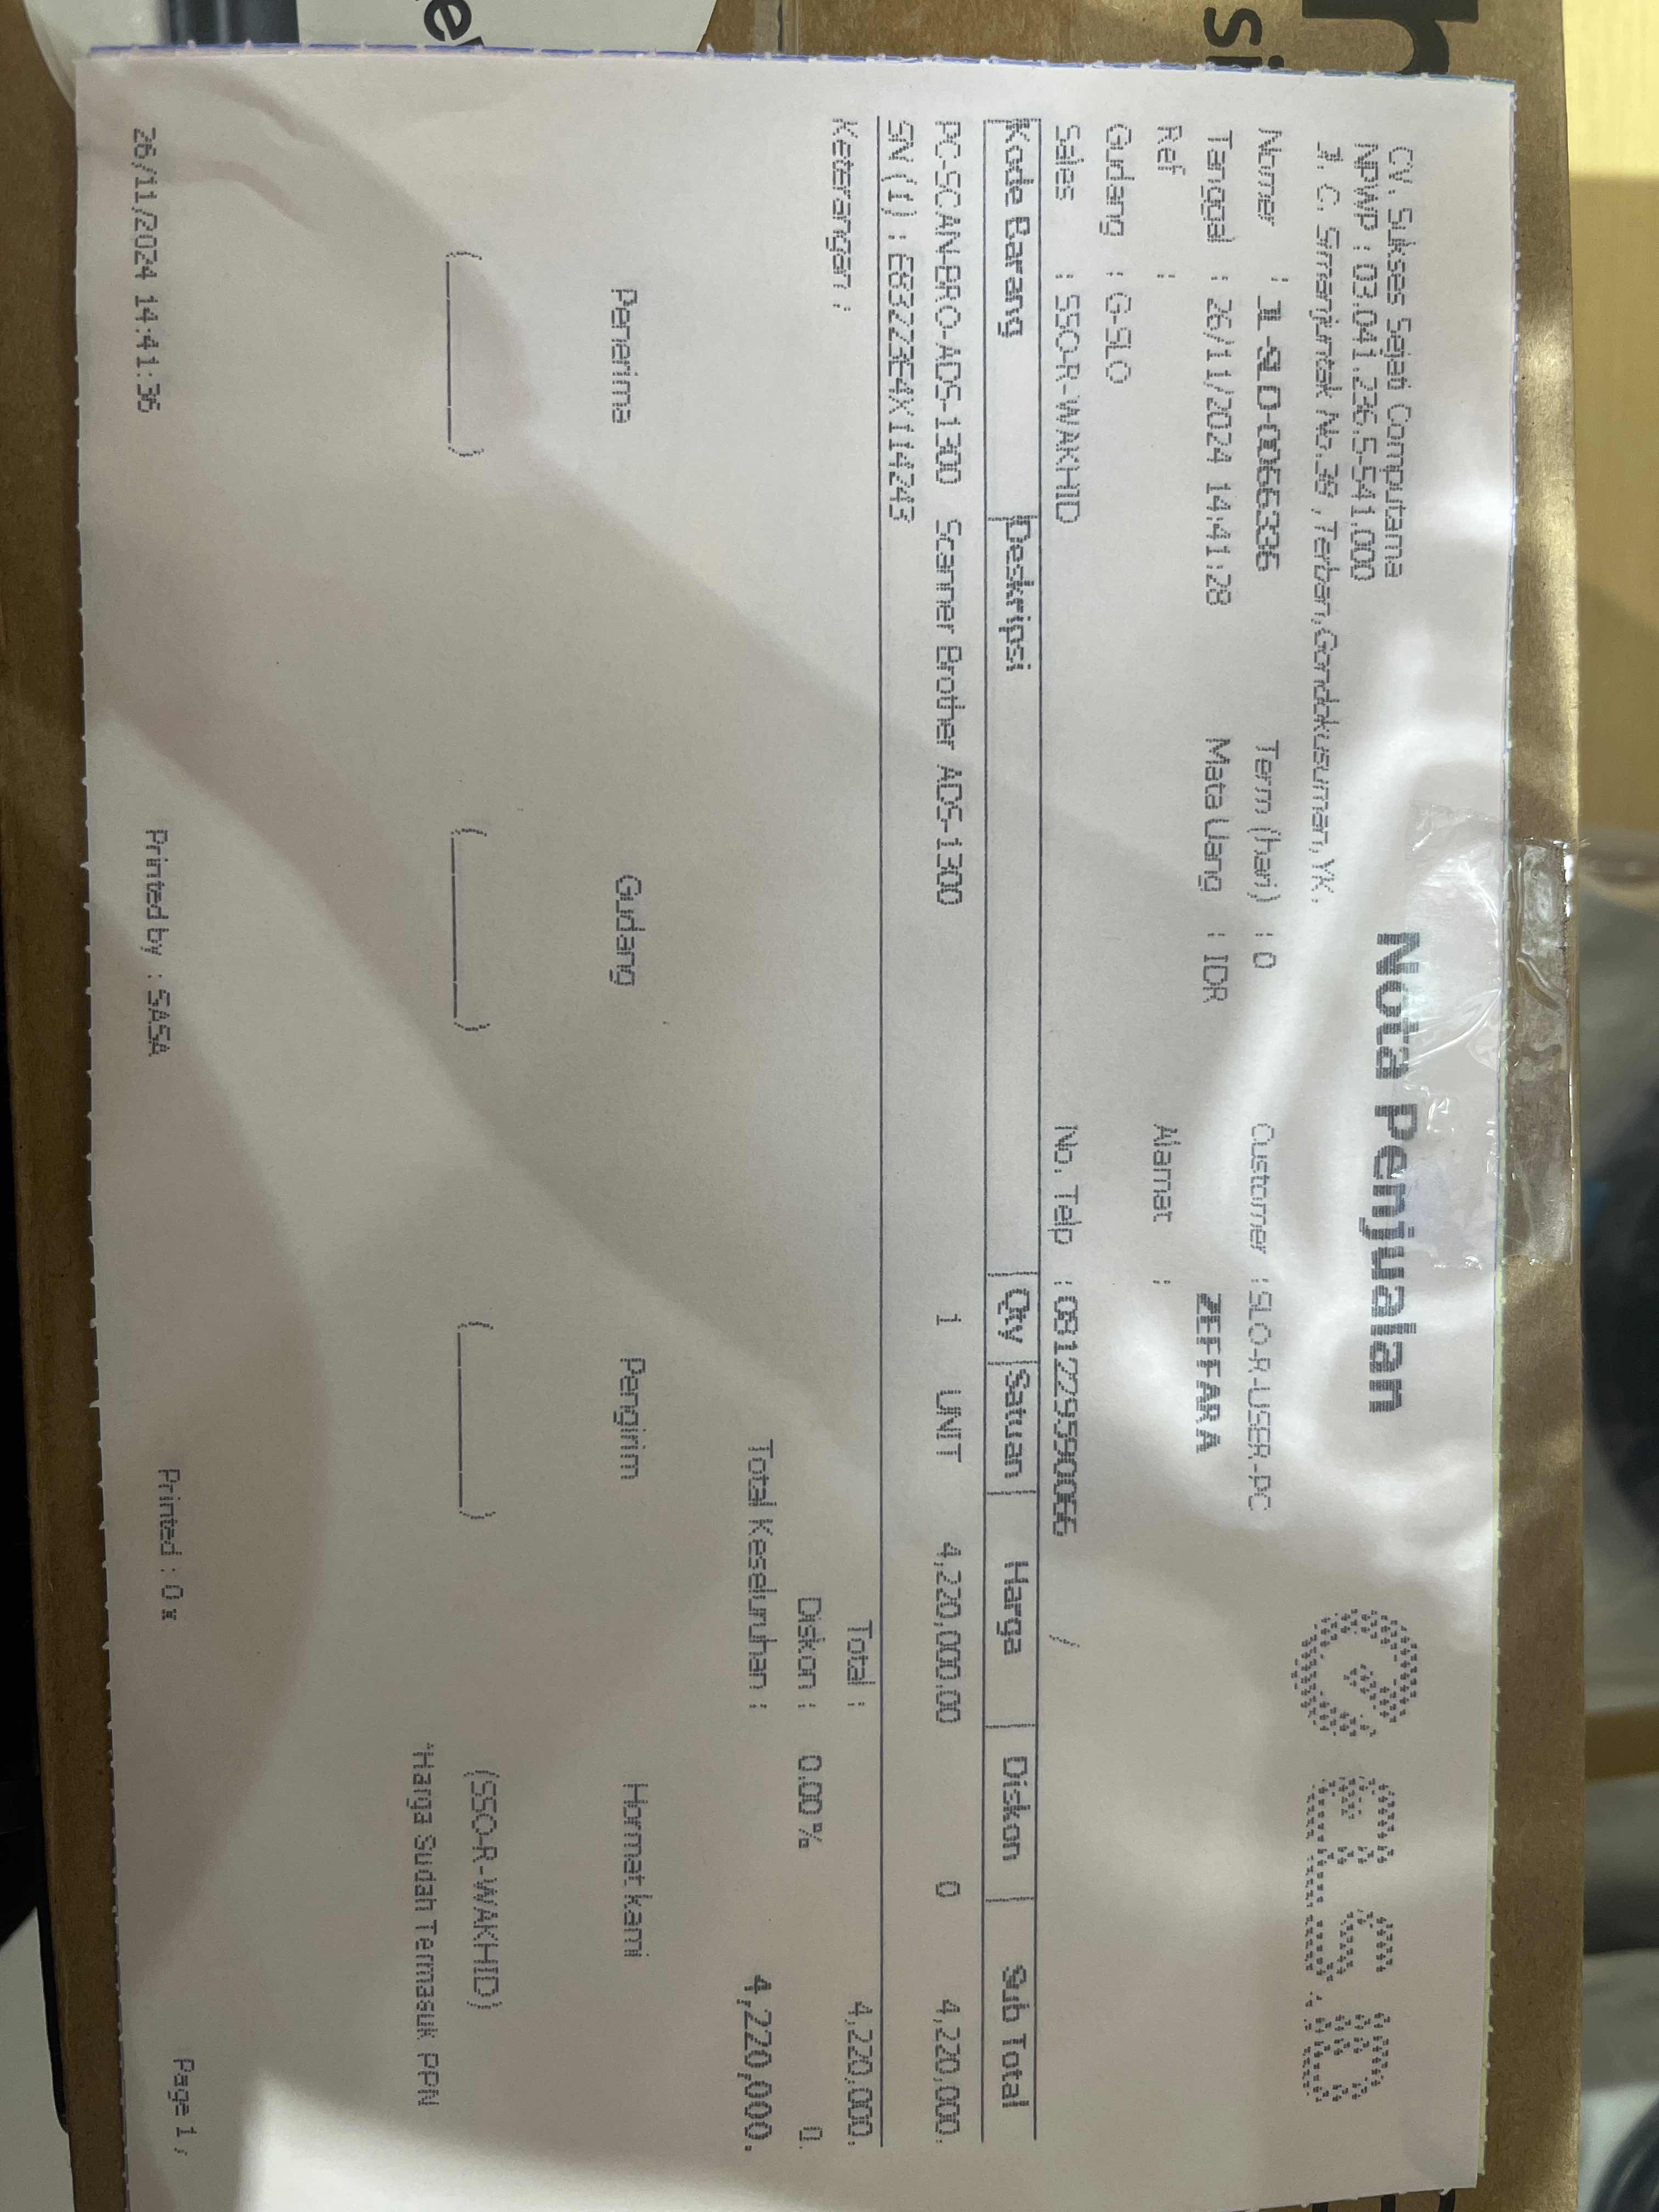 CV. Sukses Sejati Computama
NPWP : 03.041.236.5-541.000
Jl. C. Simanjuntak No.39 , Terban,Gondokusuman,YK.
Nota Penjualan
Nomer : 1-SLO-0066336
Term (hari) : 0
Customer : SLO-R-USER-PC
Tanggal : 26/11/2024 14:41:28
Mata Uang : IDR
ZEFFARA
Ref :
Alamat :
Gudang : G-SLO
Sales : SSO-R-WAKHID
No. Telp : 081229590066 /
Kode Barang Deskripsi Qty Satuan Harga Diskon Sub Total
PC-SCAN-BRO-ADS-1300 Scanner Brother ADS-1300 1 UNIT 4,220,000.00 0 4,220,000.
SN (1) : E83223E4X114243
Keterangan :
Total : 4,220,000.
Diskon : 0.00 % 0.
Total Keseluruhan : 4,220,000.
Penerima Gudang Pengirim Hormat kami
(SSO-R-WAKHID)
*Harga Sudah Termasuk PPN
26/11/2024 14:41:36 Printed by : SASA Printed : 0 x Page 1 /